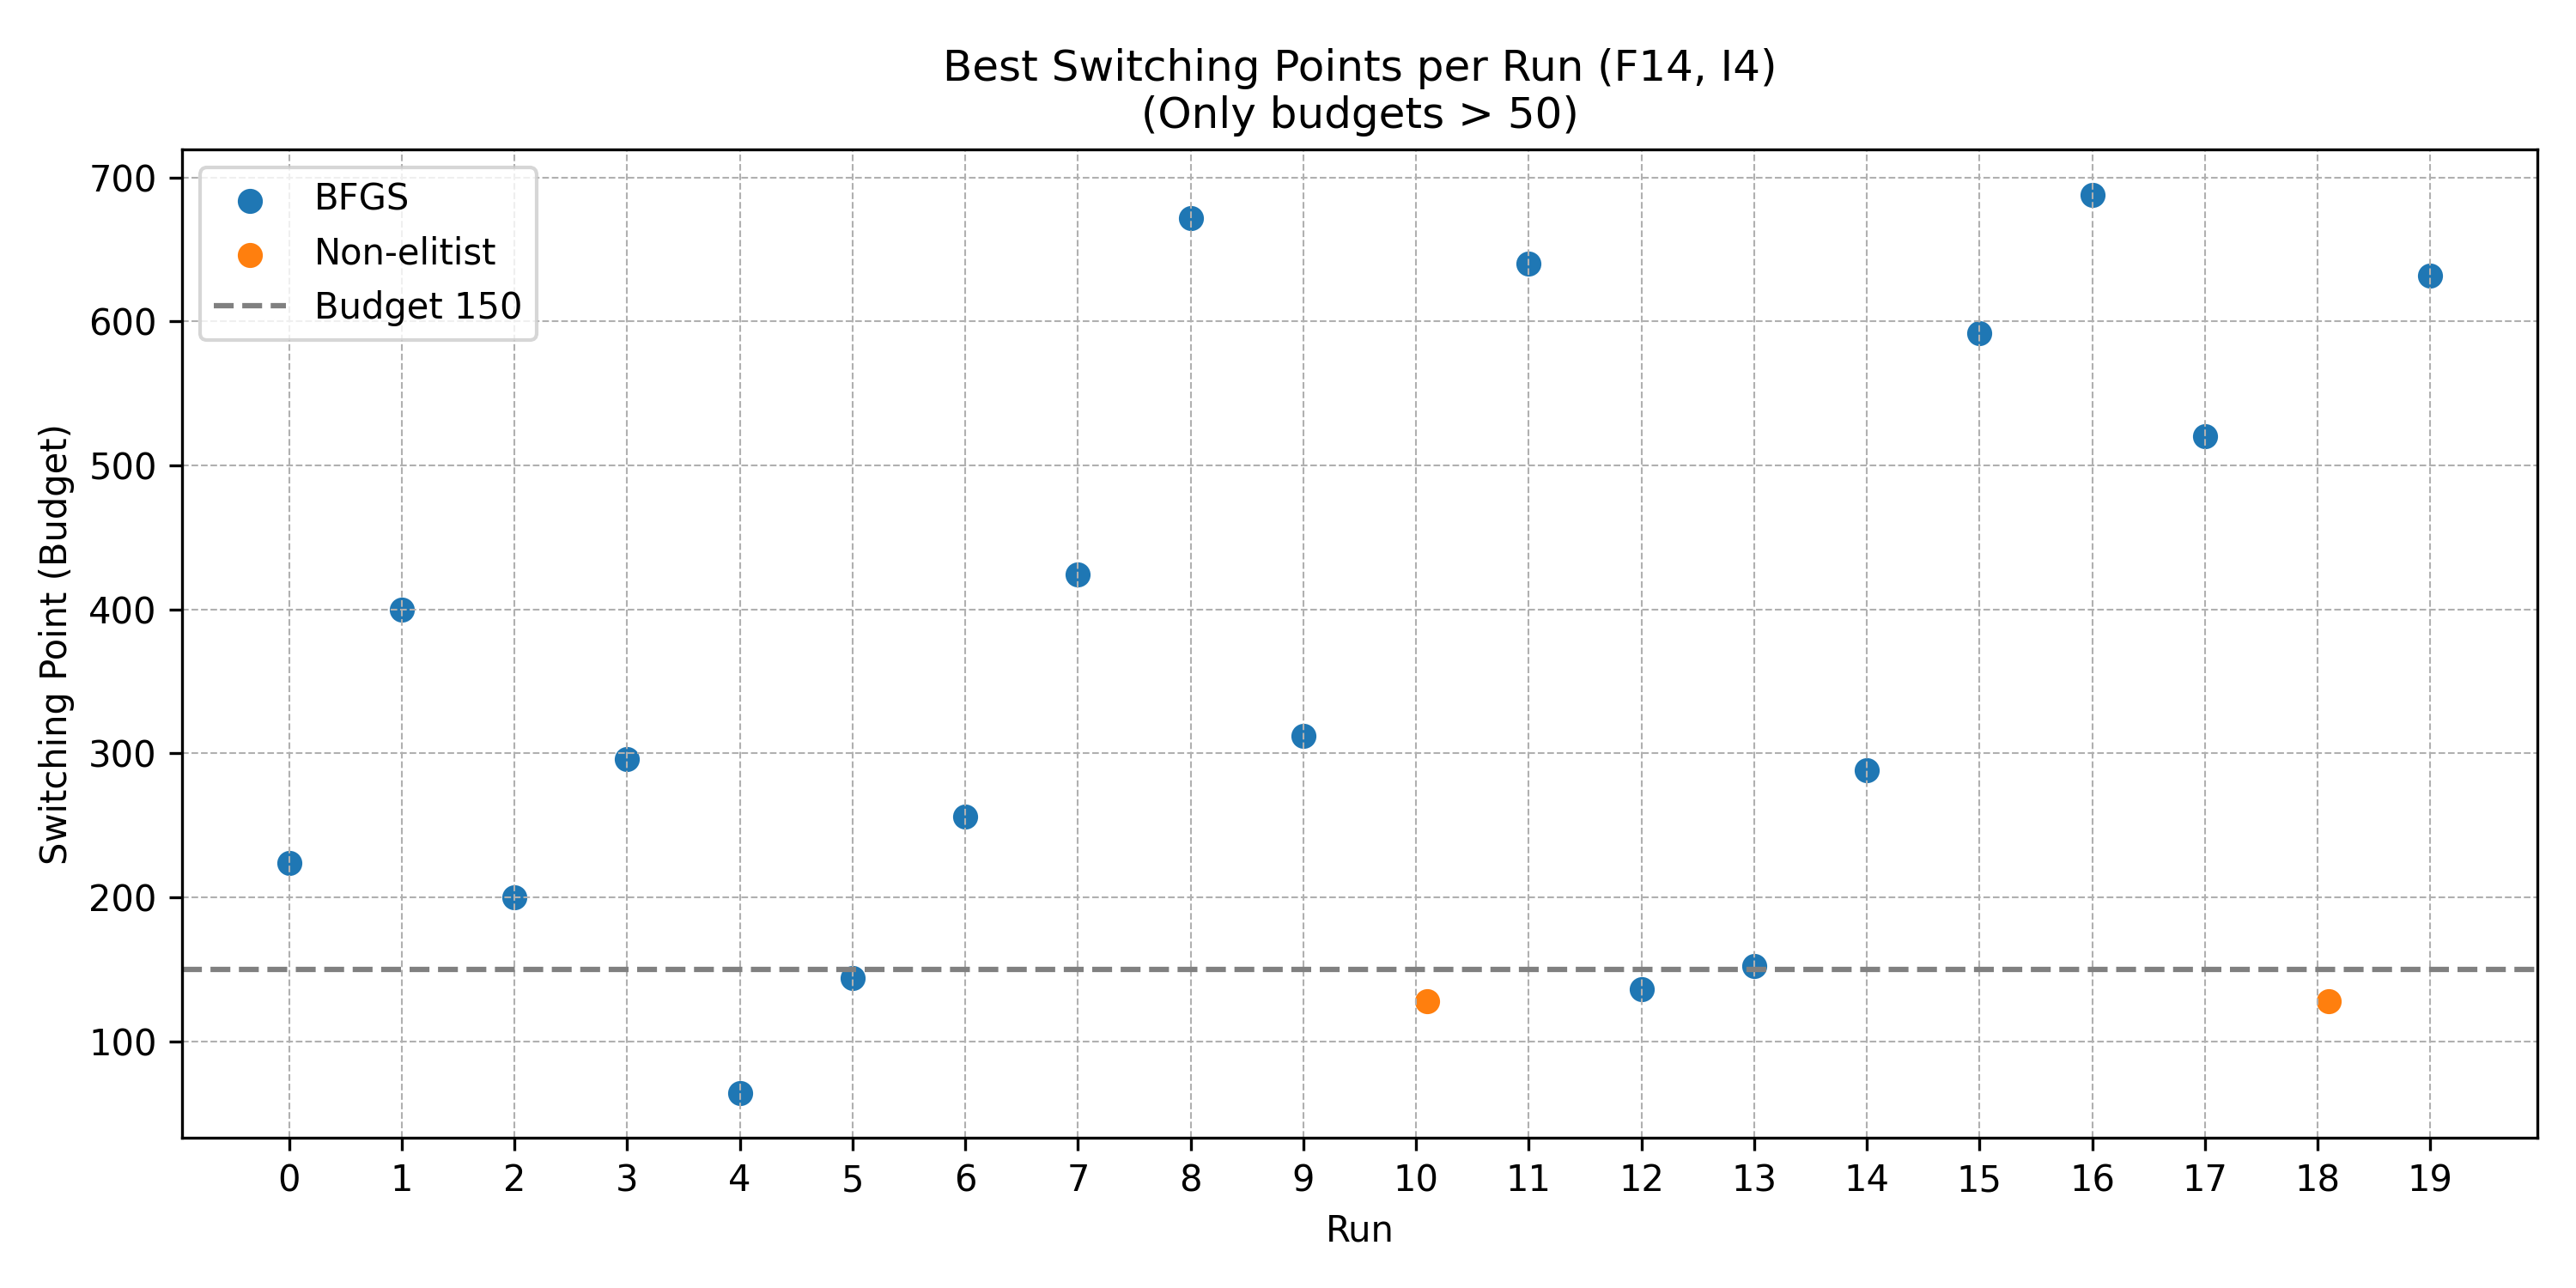 Best Switching Points per Run (F14, I4)
(Only budgets > 50)
BFGS
Non-elitist
Budget 150
Switching Point (Budget)
700
600
500
400
300
200
100
0 1 2 3 4 5 6 7 8 9 10 11 12 13 14 15 16 17 18 19
Run